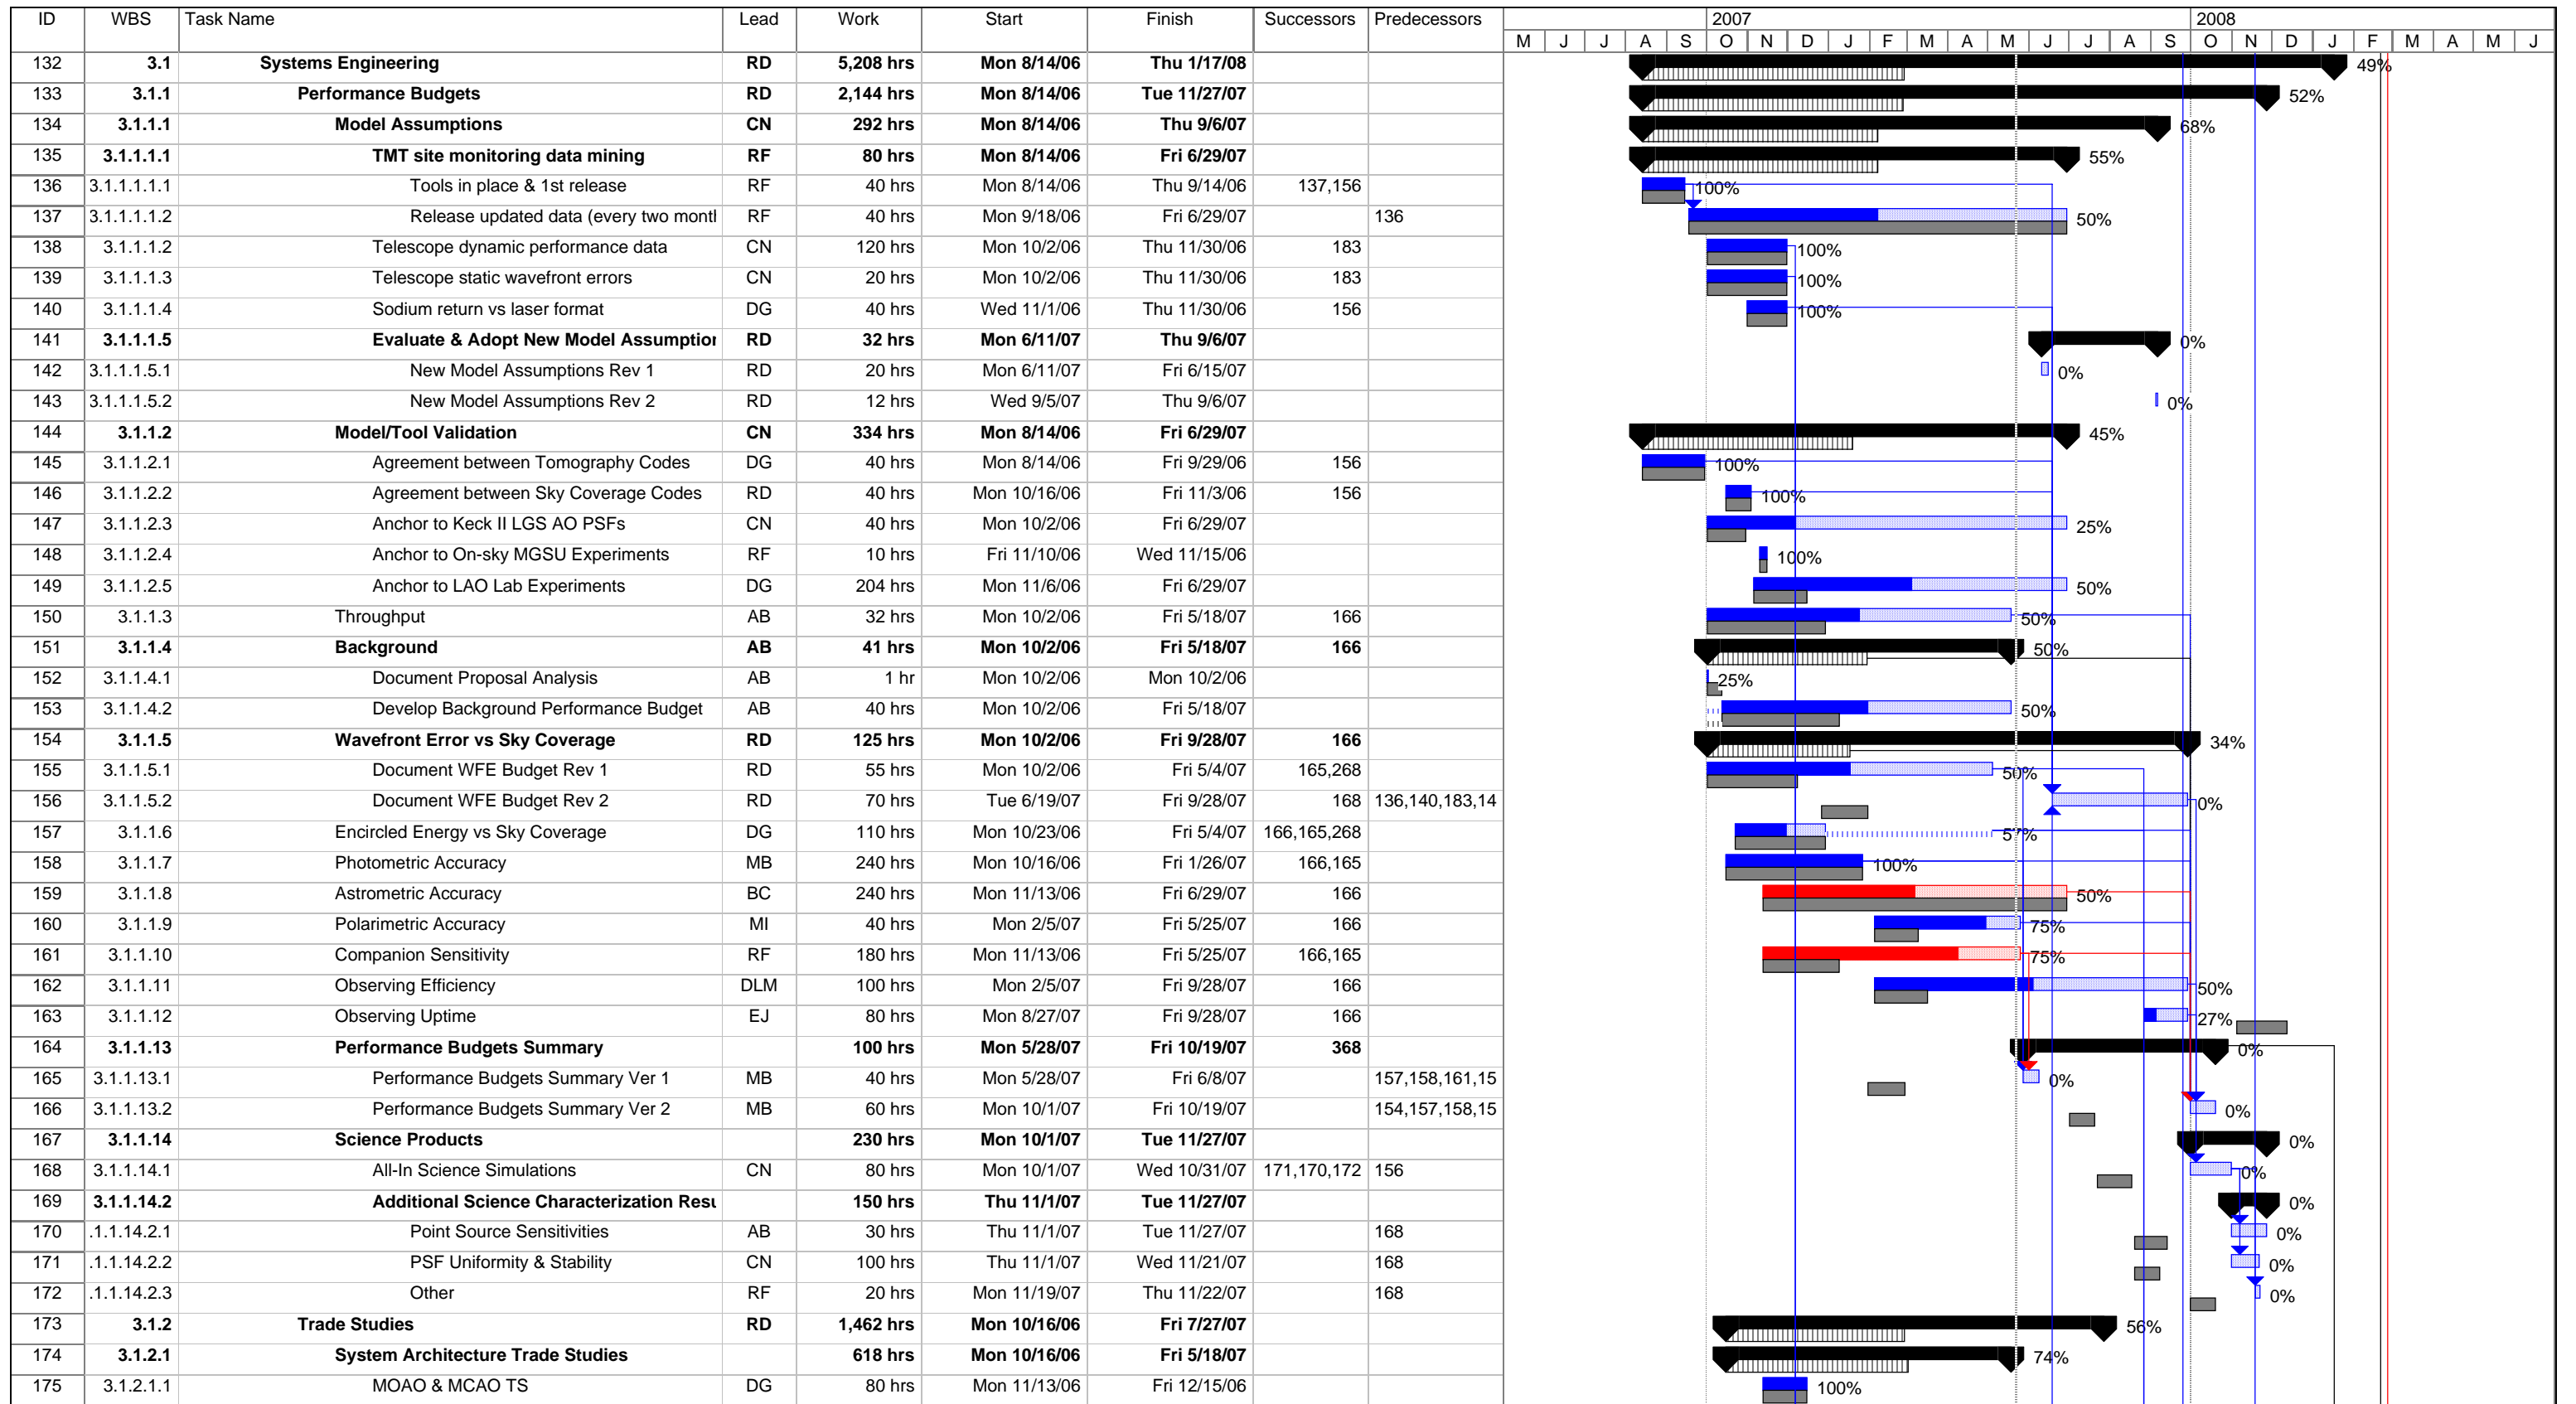 ID WBS Task Name Lead Work Start Finish Successors Predecessors 2007 2008
M J J A S O N D J F M A M J J A S O N D J F M A M J
132 3.1 Systems Engineering RD 5,208 hrs Mon 8/14/06 Thu 1/17/08 49%
133 3.1.1 Performance Budgets RD 2,144 hrs Mon 8/14/06 Tue 11/27/07 52%
134 3.1.1.1 Model Assumptions CN 292 hrs Mon 8/14/06 Thu 9/6/07 68%
135 3.1.1.1.1 TMT site monitoring data mining RF 80 hrs Mon 8/14/06 Fri 6/29/07 55%
136 3.1.1.1.1.1 Tools in place & 1st release RF 40 hrs Mon 8/14/06 Thu 9/14/06 137,156 100%
137 3.1.1.1.1.2 Release updated data (every two montl RF 40 hrs Mon 9/18/06 Fri 6/29/07 136 50%
138 3.1.1.1.2 Telescope dynamic performance data CN 120 hrs Mon 10/2/06 Thu 11/30/06 183 100%
139 3.1.1.1.3 Telescope static wavefront errors CN 20 hrs Mon 10/2/06 Thu 11/30/06 183 100%
140 3.1.1.1.4 Sodium return vs laser format DG 40 hrs Wed 11/1/06 Thu 11/30/06 156 100%
141 3.1.1.1.5 Evaluate & Adopt New Model Assumptior RD 32 hrs Mon 6/11/07 Thu 9/6/07 0%
142 3.1.1.1.5.1 New Model Assumptions Rev 1 RD 20 hrs Mon 6/11/07 Fri 6/15/07 0%
143 3.1.1.1.5.2 New Model Assumptions Rev 2 RD 12 hrs Wed 9/5/07 Thu 9/6/07 0%
144 3.1.1.2 Model/Tool Validation CN 334 hrs Mon 8/14/06 Fri 6/29/07 45%
145 3.1.1.2.1 Agreement between Tomography Codes DG 40 hrs Mon 8/14/06 Fri 9/29/06 156 100%
146 3.1.1.2.2 Agreement between Sky Coverage Codes RD 40 hrs Mon 10/16/06 Fri 11/3/06 156 100%
147 3.1.1.2.3 Anchor to Keck II LGS AO PSFs CN 40 hrs Mon 10/2/06 Fri 6/29/07 25%
148 3.1.1.2.4 Anchor to On-sky MGSU Experiments RF 10 hrs Fri 11/10/06 Wed 11/15/06 100%
149 3.1.1.2.5 Anchor to LAO Lab Experiments DG 204 hrs Mon 11/6/06 Fri 6/29/07 50%
150 3.1.1.3 Throughput AB 32 hrs Mon 10/2/06 Fri 5/18/07 166 50%
151 3.1.1.4 Background AB 41 hrs Mon 10/2/06 Fri 5/18/07 166 50%
152 3.1.1.4.1 Document Proposal Analysis AB 1 hr Mon 10/2/06 Mon 10/2/06 25%
153 3.1.1.4.2 Develop Background Performance Budget AB 40 hrs Mon 10/2/06 Fri 5/18/07 50%
154 3.1.1.5 Wavefront Error vs Sky Coverage RD 125 hrs Mon 10/2/06 Fri 9/28/07 166 34%
155 3.1.1.5.1 Document WFE Budget Rev 1 RD 55 hrs Mon 10/2/06 Fri 5/4/07 165,268 50%
156 3.1.1.5.2 Document WFE Budget Rev 2 RD 70 hrs Tue 6/19/07 Fri 9/28/07 168 136,140,183,14 0%
157 3.1.1.6 Encircled Energy vs Sky Coverage DG 110 hrs Mon 10/23/06 Fri 5/4/07 166,165,268 57%
158 3.1.1.7 Photometric Accuracy MB 240 hrs Mon 10/16/06 Fri 1/26/07 166,165 100%
159 3.1.1.8 Astrometric Accuracy BC 240 hrs Mon 11/13/06 Fri 6/29/07 166 50%
160 3.1.1.9 Polarimetric Accuracy MI 40 hrs Mon 2/5/07 Fri 5/25/07 166 75%
161 3.1.1.10 Companion Sensitivity RF 180 hrs Mon 11/13/06 Fri 5/25/07 166,165 75%
162 3.1.1.11 Observing Efficiency DLM 100 hrs Mon 2/5/07 Fri 9/28/07 166 50%
163 3.1.1.12 Observing Uptime EJ 80 hrs Mon 8/27/07 Fri 9/28/07 166 27%
164 3.1.1.13 Performance Budgets Summary 100 hrs Mon 5/28/07 Fri 10/19/07 368 0%
165 3.1.1.13.1 Performance Budgets Summary Ver 1 MB 40 hrs Mon 5/28/07 Fri 6/8/07 157,158,161,15 0%
166 3.1.1.13.2 Performance Budgets Summary Ver 2 MB 60 hrs Mon 10/1/07 Fri 10/19/07 154,157,158,15 0%
167 3.1.1.14 Science Products 230 hrs Mon 10/1/07 Tue 11/27/07 0%
168 3.1.1.14.1 All-In Science Simulations CN 80 hrs Mon 10/1/07 Wed 10/31/07 171,170,172 156 0%
169 3.1.1.14.2 Additional Science Characterization Resu 150 hrs Thu 11/1/07 Tue 11/27/07 0%
170 .1.1.14.2.1 Point Source Sensitivities AB 30 hrs Thu 11/1/07 Tue 11/27/07 168 0%
171 .1.1.14.2.2 PSF Uniformity & Stability CN 100 hrs Thu 11/1/07 Wed 11/21/07 168 0%
172 .1.1.14.2.3 Other RF 20 hrs Mon 11/19/07 Thu 11/22/07 168 0%
173 3.1.2 Trade Studies RD 1,462 hrs Mon 10/16/06 Fri 7/27/07 56%
174 3.1.2.1 System Architecture Trade Studies 618 hrs Mon 10/16/06 Fri 5/18/07 74%
175 3.1.2.1.1 MOAO & MCAO TS DG 80 hrs Mon 11/13/06 Fri 12/15/06 100%